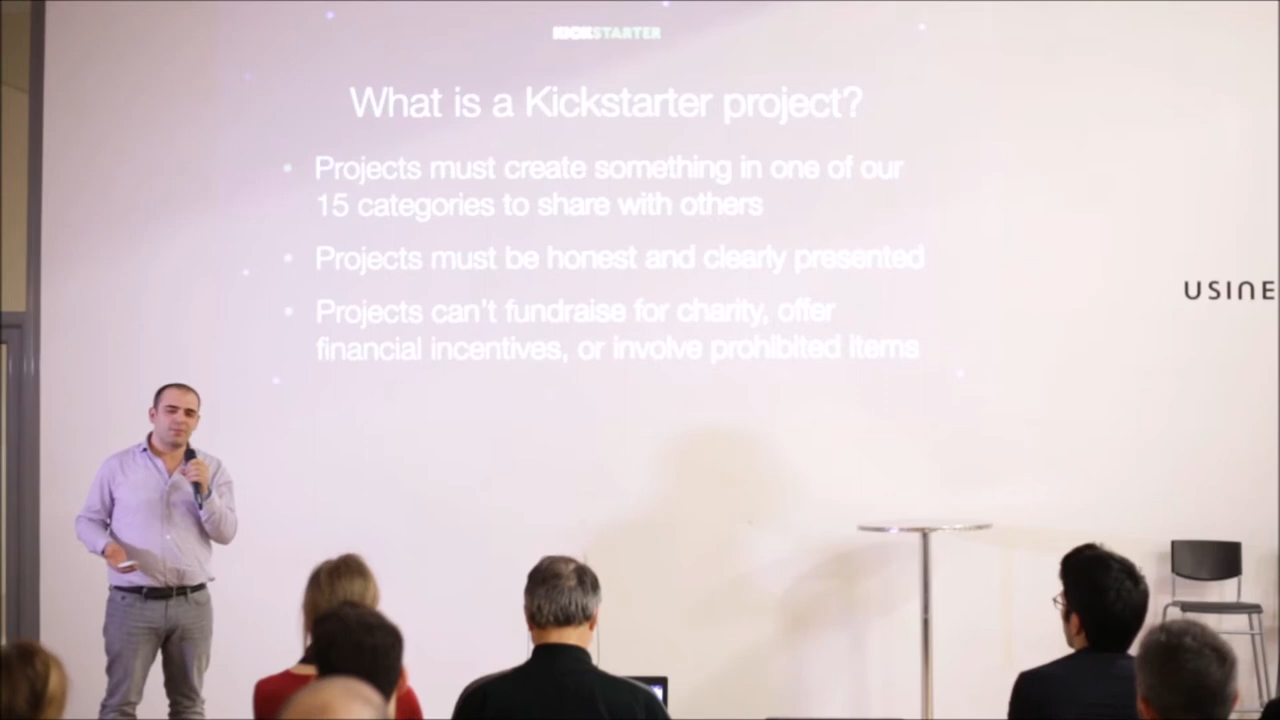 KICKSTARTER
What is a Kickstarter project?
• Projects must create something in one of our
15 categories to share with others
• Projects must be honest and clearly presented
• Projects can't fundraise for charity, offer
financial incentives, or involve prohibited items
USINE